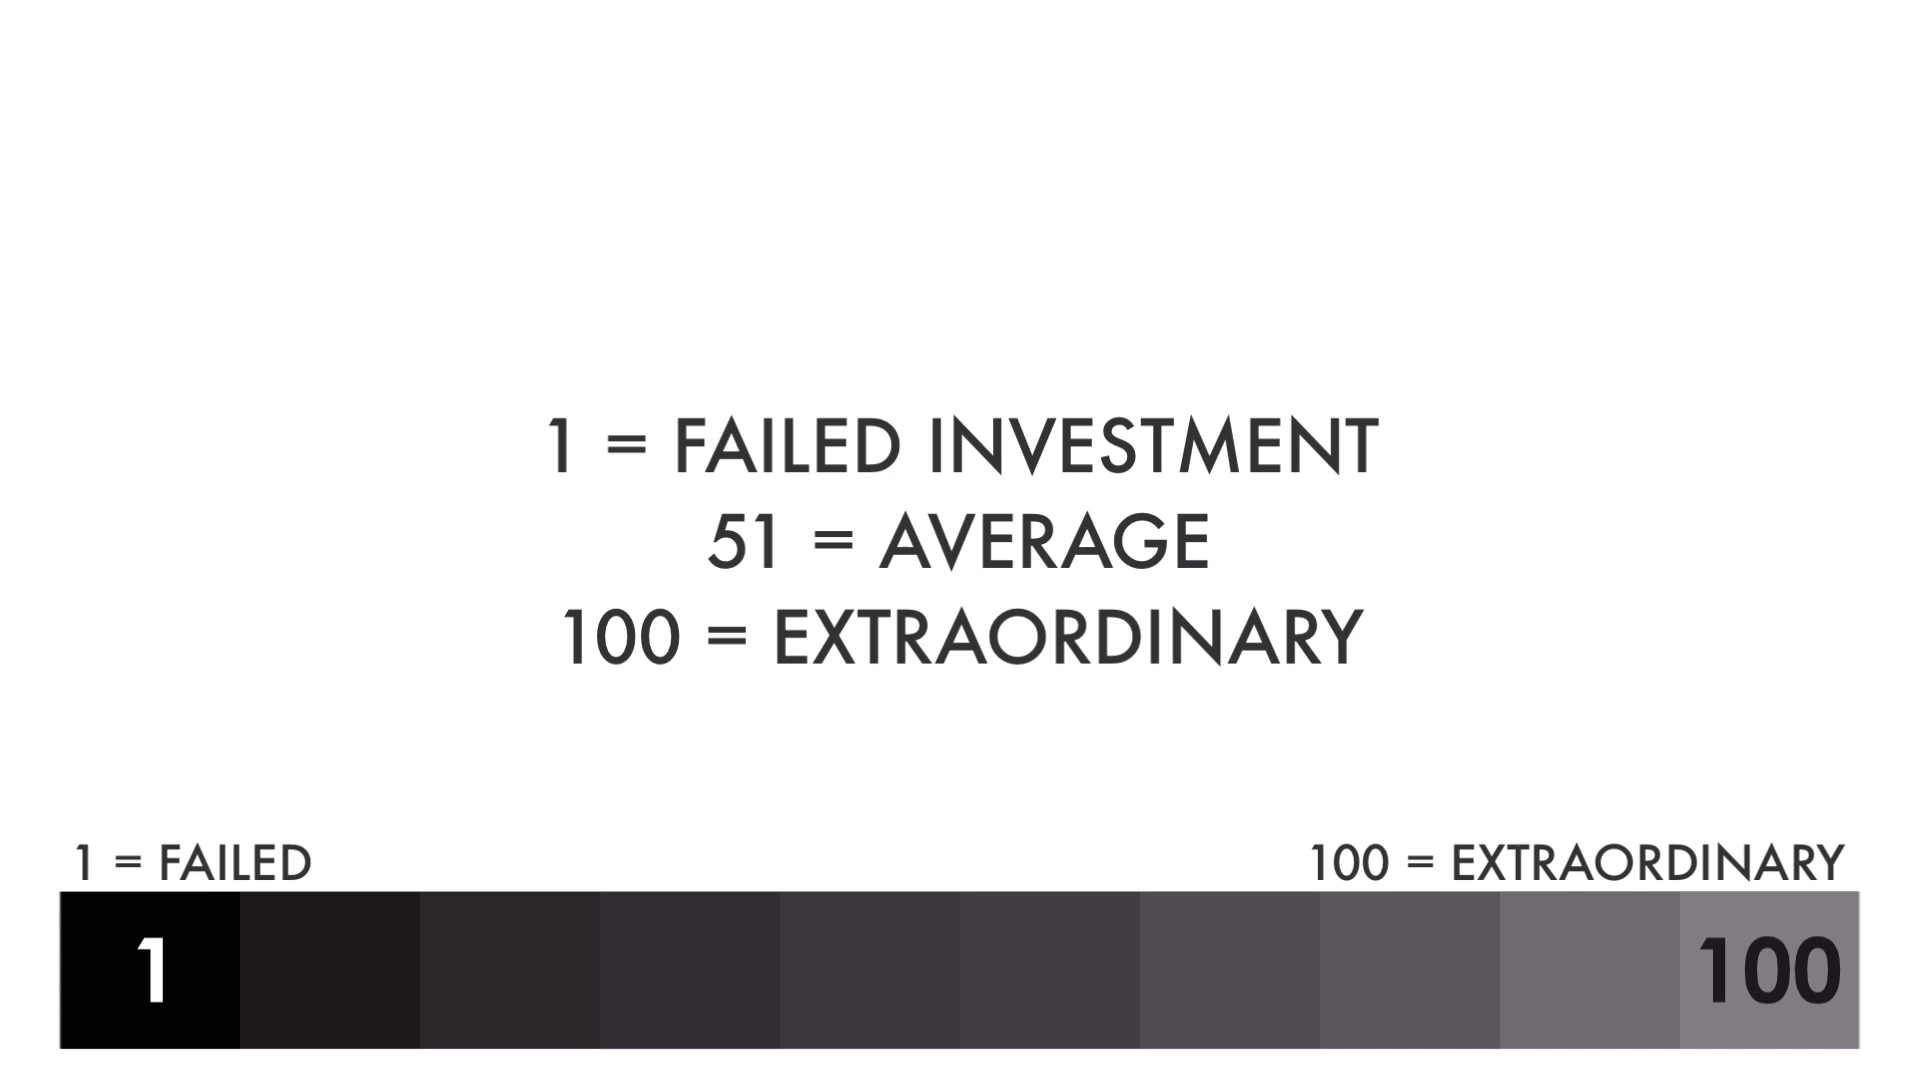 1 = FAILED INVESTMENT
51 = AVERAGE
100 = EXTRAORDINARY
1 = FAILED
100 = EXTRAORDINARY
1
100